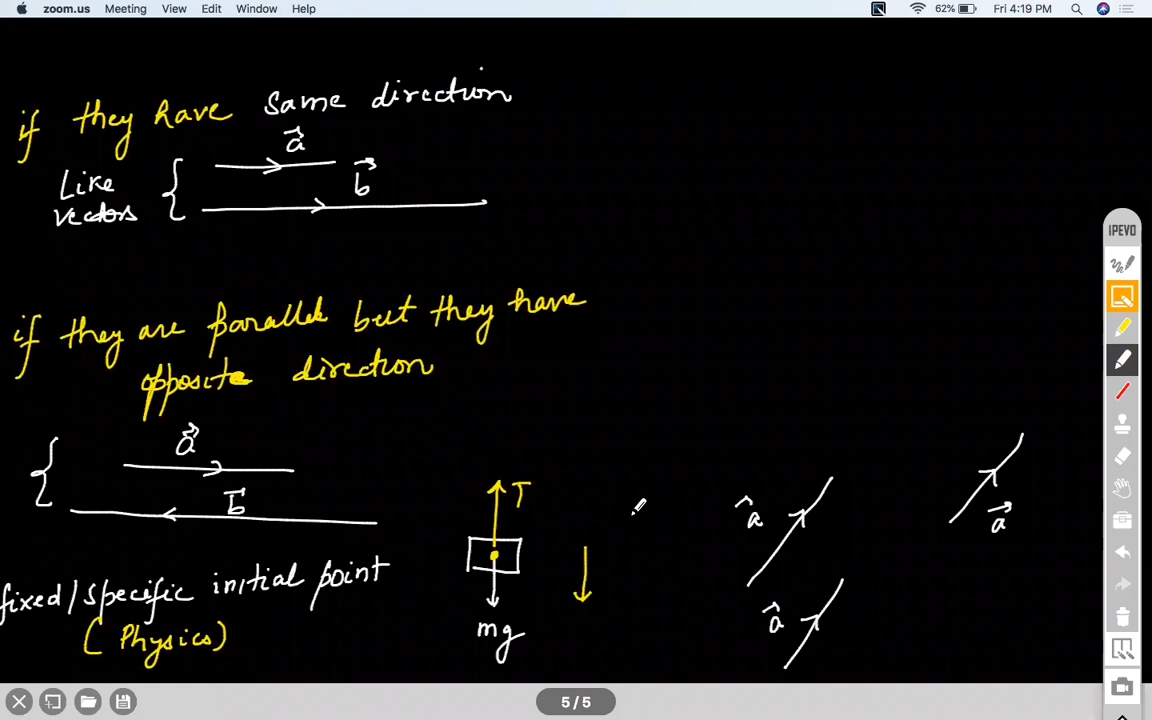 zoom.us Meeting View Edit Window Help 62% Fri 4:19 PM
if they have same direction
a
Like
vectors
b
IPEVO
if they are parallel but they have
opposite direction
a
b
T
â
a
fixed/specific initial point
(Physics)
mg
â
5/5